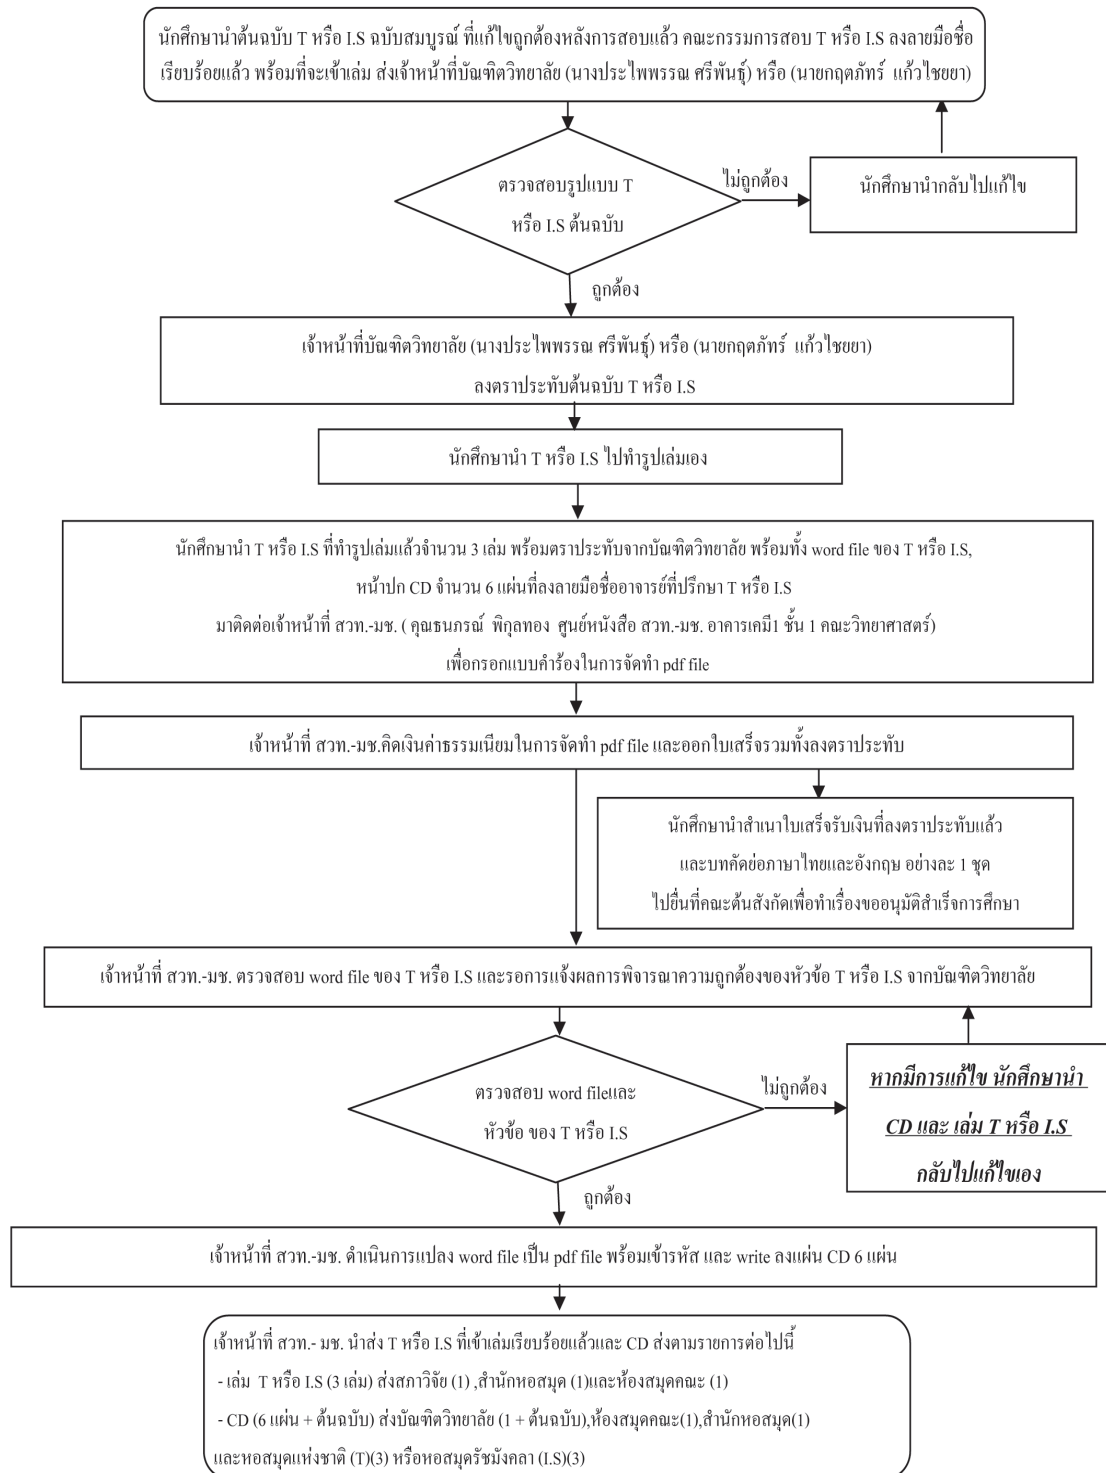 นักศึกษานำต้นฉบับ T หรือ I.S ฉบับสมบูรณ์ ที่แก้ไขถูกต้องหลังการสอบแล้ว คณะกรรมการสอบ T หรือ I.S ลงลายมือชื่อ
เรียบร้อยแล้ว พร้อมที่จะเข้าเล่ม ส่งเจ้าหน้าที่บัณฑิตวิทยาลัย (นางประไพพรรณ ศรีพันธุ์) หรือ (นายกฤตภัทร์ แก้วไชยยา)
ตรวจสอบรูปแบบ T
หรือ I.S ต้นฉบับ
ไม่ถูกต้อง
นักศึกษานำกลับไปแก้ไข
ถูกต้อง
เจ้าหน้าที่บัณฑิตวิทยาลัย (นางประไพพรรณ ศรีพันธุ์) หรือ (นายกฤตภัทร์ แก้วไชยยา)
ลงตราประทับต้นฉบับ T หรือ I.S
นักศึกษานำ T หรือ I.S ไปทำรูปเล่มเอง
นักศึกษานำ T หรือ I.S ที่ทำรูปเล่มแล้วจำนวน 3 เล่ม พร้อมตราประทับจากบัณฑิตวิทยาลัย พร้อมทั้ง word file ของ T หรือ I.S,
หน้าปก CD จำนวน 6 แผ่นที่ลงลายมือชื่ออาจารย์ที่ปรึกษา T หรือ I.S
มาติดต่อเจ้าหน้าที่ สวท.-มช. ( คุณธนภรณ์ พิกุลทอง ศูนย์หนังสือ สวท.-มช. อาคารเคมี1 ชั้น 1 คณะวิทยาศาสตร์)
เพื่อกรอกแบบคำร้องในการจัดทำ pdf file
เจ้าหน้าที่ สวท.-มช.คิดเงินค่าธรรมเนียมในการจัดทำ pdf file และออกใบเสร็จรวมทั้งลงตราประทับ
นักศึกษานำสำเนาใบเสร็จรับเงินที่ลงตราประทับแล้ว
และบทคัดย่อภาษาไทยและอังกฤษ อย่างละ 1 ชุด
ไปยื่นที่คณะต้นสังกัดเพื่อทำเรื่องขออนุมัติสำเร็จการศึกษา
เจ้าหน้าที่ สวท.-มช. ตรวจสอบ word file ของ T หรือ I.S และรอการแจ้งผลการพิจารณาความถูกต้องของหัวข้อ T หรือ I.S จากบัณฑิตวิทยาลัย
ตรวจสอบ word fileและ
หัวข้อ ของ T หรือ I.S
ไม่ถูกต้อง
หากมีการแก้ไข นักศึกษานำ
CD และ เล่ม T หรือ I.S
กลับไปแก้ไขเอง
ถูกต้อง
เจ้าหน้าที่ สวท.-มช. ดำเนินการแปลง word file เป็น pdf file พร้อมเข้ารหัส และ write ลงแผ่น CD 6 แผ่น
เจ้าหน้าที่ สวท.- มช. นำส่ง T หรือ I.S ที่เข้าเล่มเรียบร้อยแล้วและ CD ส่งตามรายการต่อไปนี้
- เล่ม T หรือ I.S (3 เล่ม) ส่งสภาวิจัย (1) ,สำนักหอสมุด (1)และห้องสมุดคณะ (1)
- CD (6 แผ่น + ต้นฉบับ) ส่งบัณฑิตวิทยาลัย (1 + ต้นฉบับ),ห้องสมุดคณะ(1),สำนักหอสมุด(1)
และหอสมุดแห่งชาติ (T)(3) หรือหอสมุดรัชมังคลา (I.S)(3)